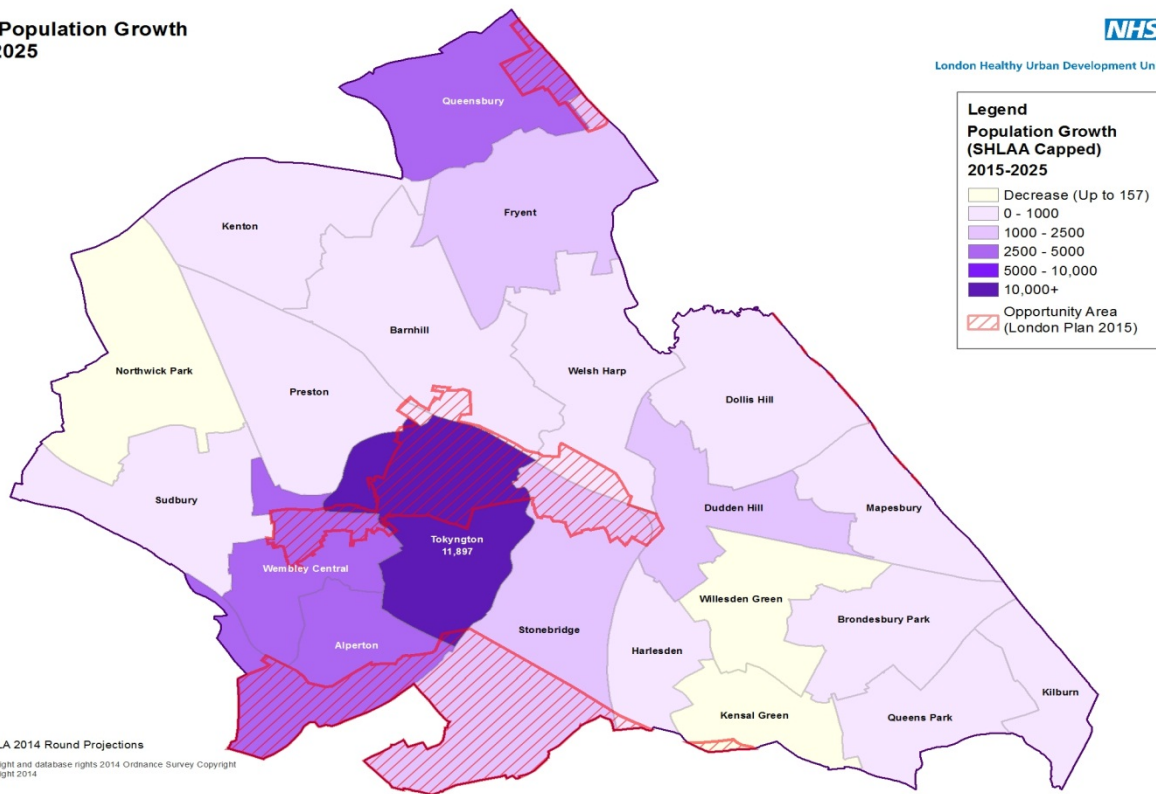 Population Growth
2025
NHS
London Healthy Urban Development Un
Legend
Population Growth
(SHLAA Capped)
2015-2025
Decrease (Up to 157)
0 - 1000
1000 - 2500
2500 - 5000
5000 - 10,000
10,000+
Opportunity Area
(London Plan 2015)
Queensbury
Fryent
Kenton
Barnhill
Northwick Park
Preston
Welsh Harp
Dollis Hill
Sudbury
Dudden Hill
Mapesbury
Tokyngton
11,897
Wembley Central
Willesden Green
Brondesbury Park
Stonebridge
Alperton
Harlesden
Kilburn
Kensal Green
Queens Park
LA 2014 Round Projections
right and database rights 2014 Ordnance Survey Copyright
ight 2014